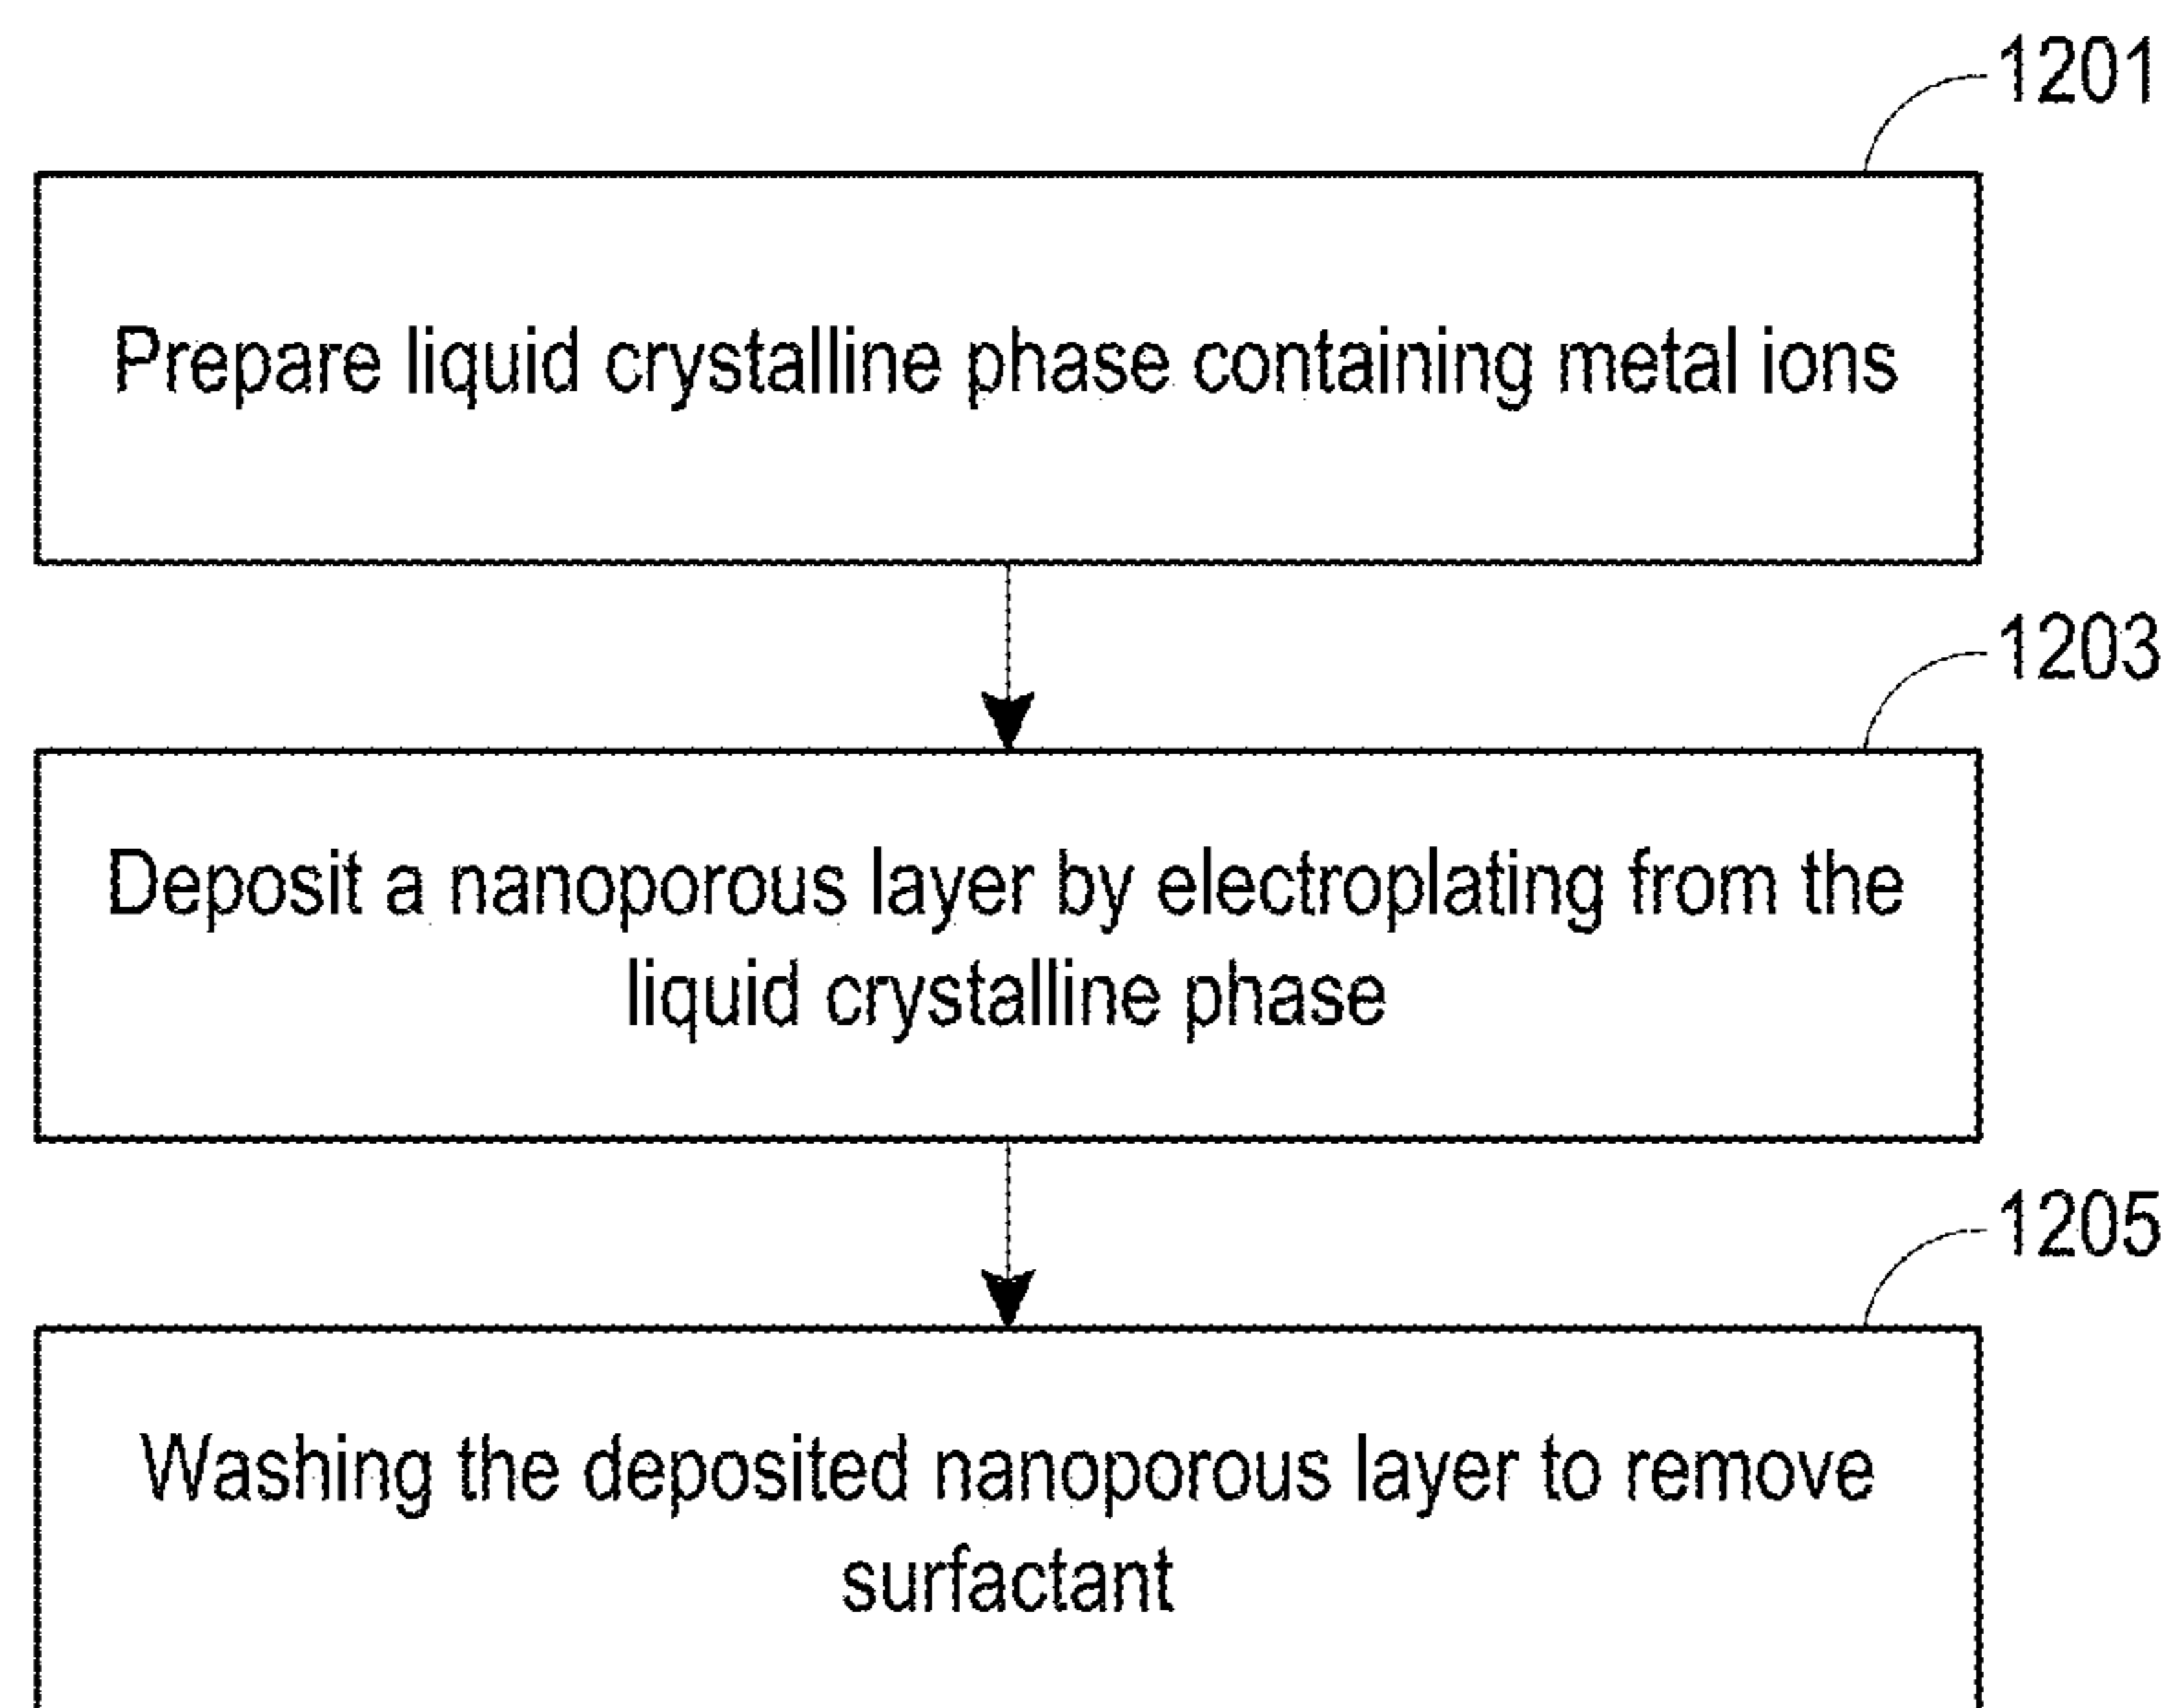 1201
Prepare liquid crystalline phase containing metal ions
1203
Deposit a nanoporous layer by electroplating from the
liquid crystalline phase
1205
Washing the deposited nanoporous layer to remove
surfactant